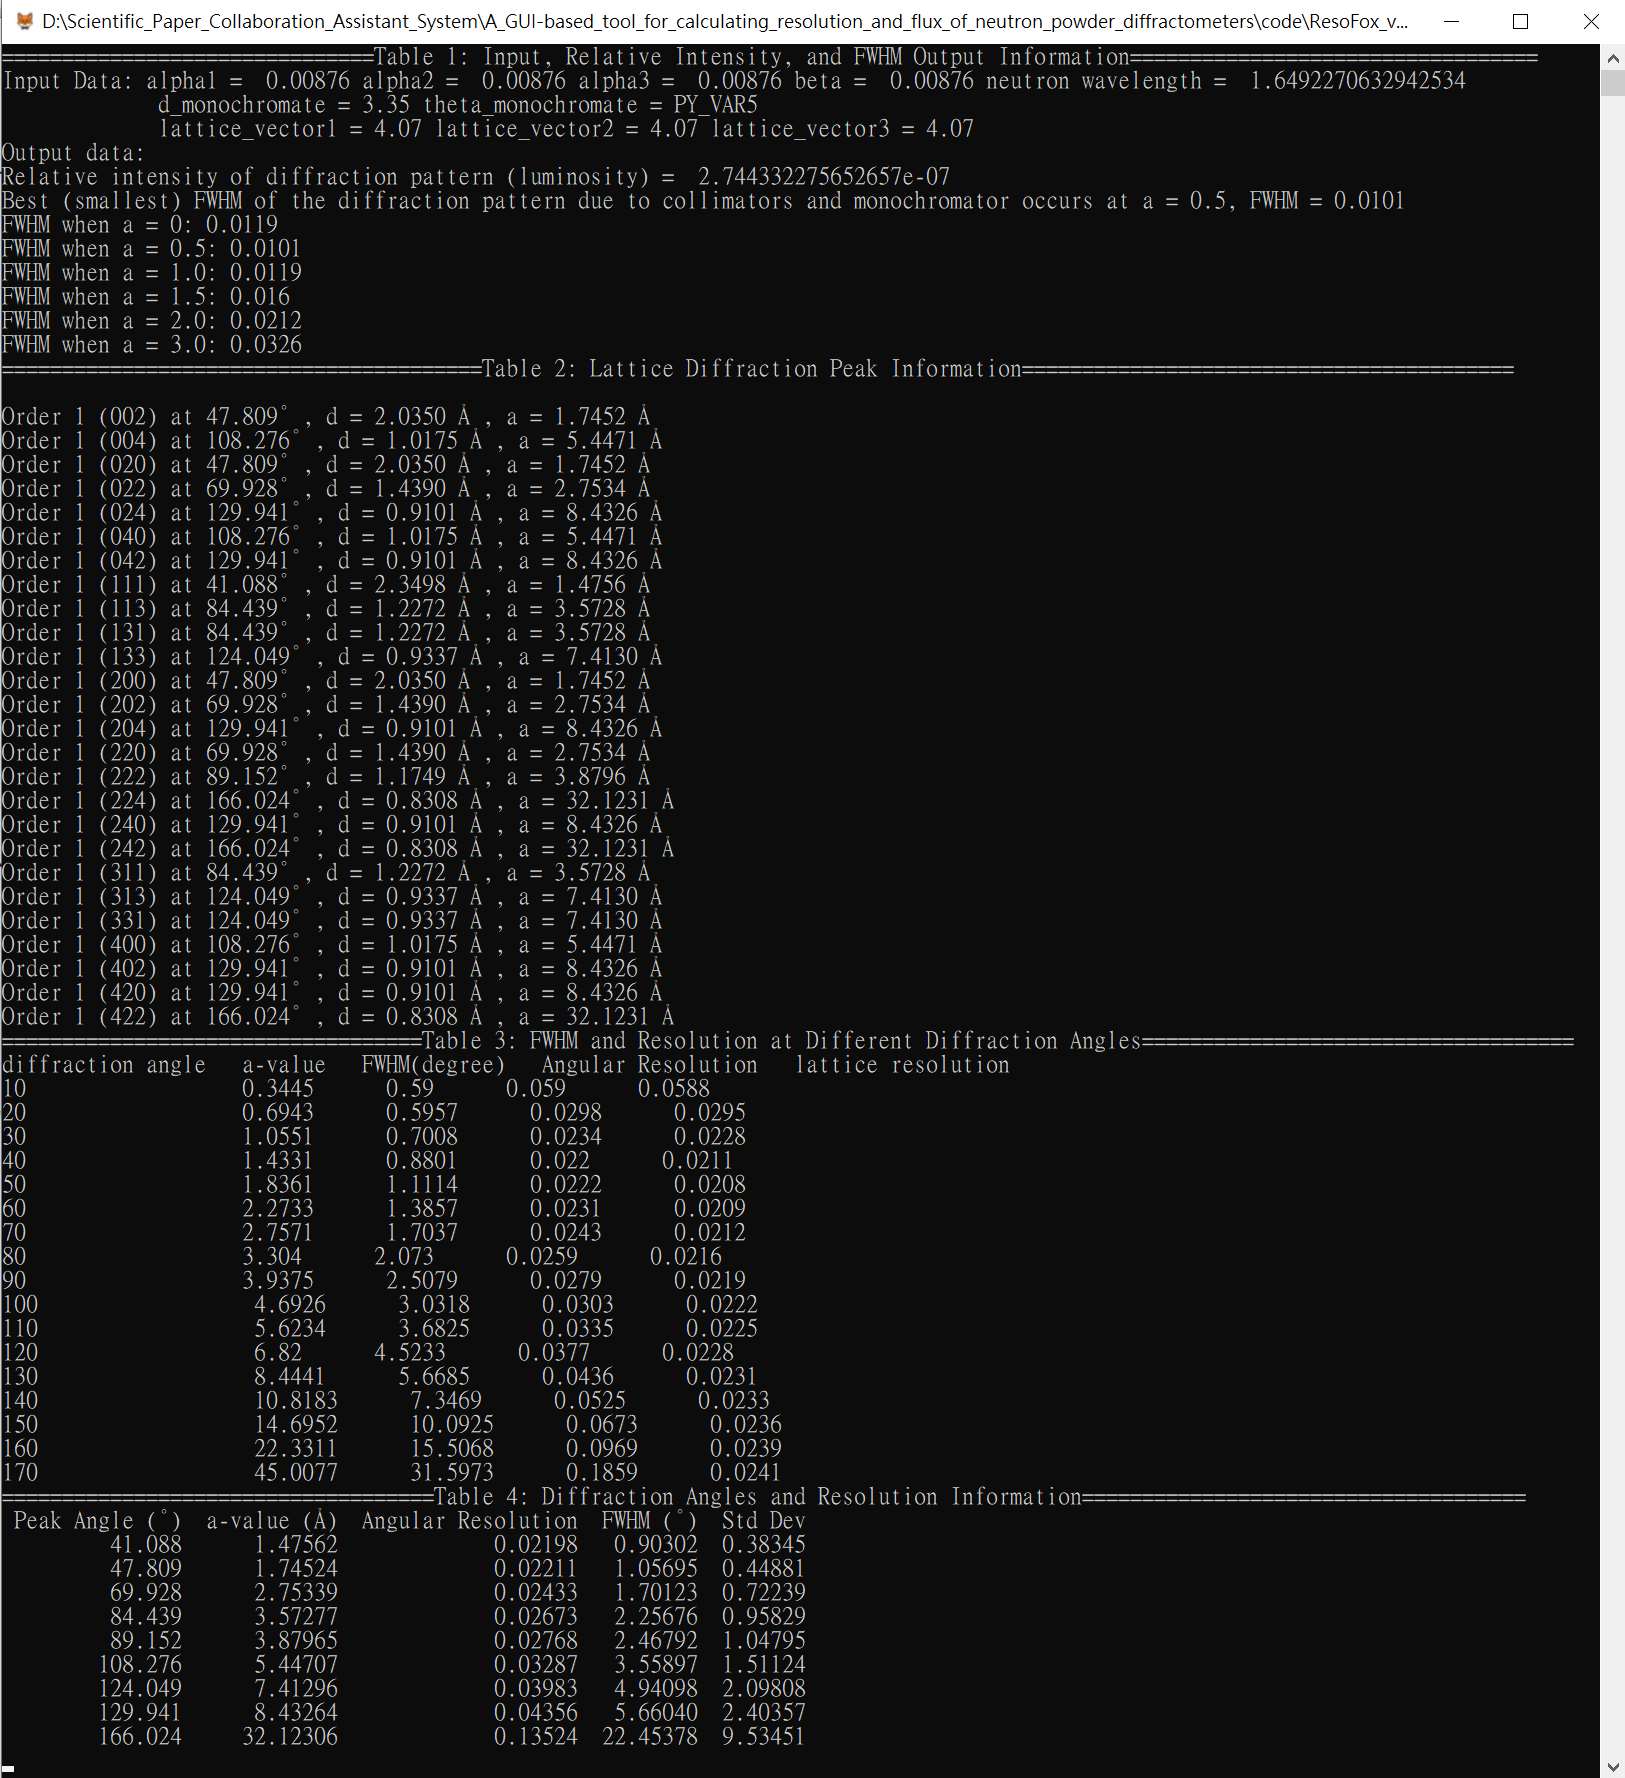 D:\Scientific_Paper_Collaboration_Assistant_System\A_GUI-based_tool_for_calculating_resolution_and_flux_of_neutron_powder_diffractometers\code\ResoFox_v...
===============================Table 1: Input, Relative Intensity, and FWHM Output Information==================================
Input Data: alpha1 =  0.00876 alpha2 =  0.00876 alpha3 =  0.00876 beta =  0.00876 neutron wavelength =  1.6492270632942534
             d_monochromate = 3.35 theta_monochromate = PY_VAR5
             lattice_vector1 = 4.07 lattice_vector2 = 4.07 lattice_vector3 = 4.07
Output data:
Relative intensity of diffraction pattern (luminosity) =  2.744332275652657e-07
Best (smallest) FWHM of the diffraction pattern due to collimators and monochromator occurs at a = 0.5, FWHM = 0.0101
FWHM when a = 0: 0.0119
FWHM when a = 0.5: 0.0101
FWHM when a = 1.0: 0.0119
FWHM when a = 1.5: 0.016
FWHM when a = 2.0: 0.0212
FWHM when a = 3.0: 0.0326
========================================Table 2: Lattice Diffraction Peak Information=========================================
Order 1 (002) at 47.809° , d = 2.0350 Å , a = 1.7452 Å
Order 1 (004) at 108.276° , d = 1.0175 Å , a = 5.4471 Å
Order 1 (020) at 47.809° , d = 2.0350 Å , a = 1.7452 Å
Order 1 (022) at 69.928° , d = 1.4390 Å , a = 2.7534 Å
Order 1 (024) at 129.941° , d = 0.9101 Å , a = 8.4326 Å
Order 1 (040) at 108.276° , d = 1.0175 Å , a = 5.4471 Å
Order 1 (042) at 129.941° , d = 0.9101 Å , a = 8.4326 Å
Order 1 (111) at 41.088° , d = 2.3498 Å , a = 1.4756 Å
Order 1 (113) at 84.439° , d = 1.2272 Å , a = 3.5728 Å
Order 1 (131) at 84.439° , d = 1.2272 Å , a = 3.5728 Å
Order 1 (133) at 124.049° , d = 0.9337 Å , a = 7.4130 Å
Order 1 (200) at 47.809° , d = 2.0350 Å , a = 1.7452 Å
Order 1 (202) at 69.928° , d = 1.4390 Å , a = 2.7534 Å
Order 1 (204) at 129.941° , d = 0.9101 Å , a = 8.4326 Å
Order 1 (220) at 69.928° , d = 1.4390 Å , a = 2.7534 Å
Order 1 (222) at 89.152° , d = 1.1749 Å , a = 3.8796 Å
Order 1 (224) at 166.024° , d = 0.8308 Å , a = 32.1231 Å
Order 1 (240) at 129.941° , d = 0.9101 Å , a = 8.4326 Å
Order 1 (242) at 166.024° , d = 0.8308 Å , a = 32.1231 Å
Order 1 (311) at 84.439° , d = 1.2272 Å , a = 3.5728 Å
Order 1 (313) at 124.049° , d = 0.9337 Å , a = 7.4130 Å
Order 1 (331) at 124.049° , d = 0.9337 Å , a = 7.4130 Å
Order 1 (400) at 108.276° , d = 1.0175 Å , a = 5.4471 Å
Order 1 (402) at 129.941° , d = 0.9101 Å , a = 8.4326 Å
Order 1 (420) at 129.941° , d = 0.9101 Å , a = 8.4326 Å
Order 1 (422) at 166.024° , d = 0.8308 Å , a = 32.1231 Å
===================================Table 3: FWHM and Resolution at Different Diffraction Angles====================================
diffraction angle   a-value   FWHM(degree)   Angular Resolution   lattice resolution
10   0.3445   0.59   0.059   0.0588
20   0.6943   0.5957   0.0298   0.0295
30   1.0551   0.7008   0.0234   0.0228
40   1.4331   0.8801   0.022   0.0211
50   1.8361   1.1114   0.0222   0.0208
60   2.2733   1.3857   0.0231   0.0209
70   2.7571   1.7037   0.0243   0.0212
80   3.304   2.073   0.0259   0.0216
90   3.9375   2.5079   0.0279   0.0219
100   4.6926   3.0318   0.0303   0.0222
110   5.6234   3.6825   0.0335   0.0225
120   6.82   4.5233   0.0377   0.0228
130   8.4441   5.6685   0.0436   0.0231
140   10.8183   7.3469   0.0525   0.0233
150   14.6952   10.0925   0.0673   0.0236
160   22.3311   15.5068   0.0969   0.0239
170   45.0077   31.5973   0.1859   0.0241
====================================Table 4: Diffraction Angles and Resolution Information=====================================
Peak Angle (°)  a-value (Å)  Angular Resolution  FWHM (°)  Std Dev
41.088   1.47562   0.02198   0.90302   0.38345
47.809   1.74524   0.02211   1.05695   0.44881
69.928   2.75339   0.02433   1.70123   0.72239
84.439   3.57277   0.02673   2.25676   0.95829
89.152   3.87965   0.02768   2.46792   1.04795
108.276   5.44707   0.03287   3.55897   1.51124
124.049   7.41296   0.03983   4.94098   2.09808
129.941   8.43264   0.04356   5.66040   2.40357
166.024   32.12306   0.13524   22.45378   9.53451